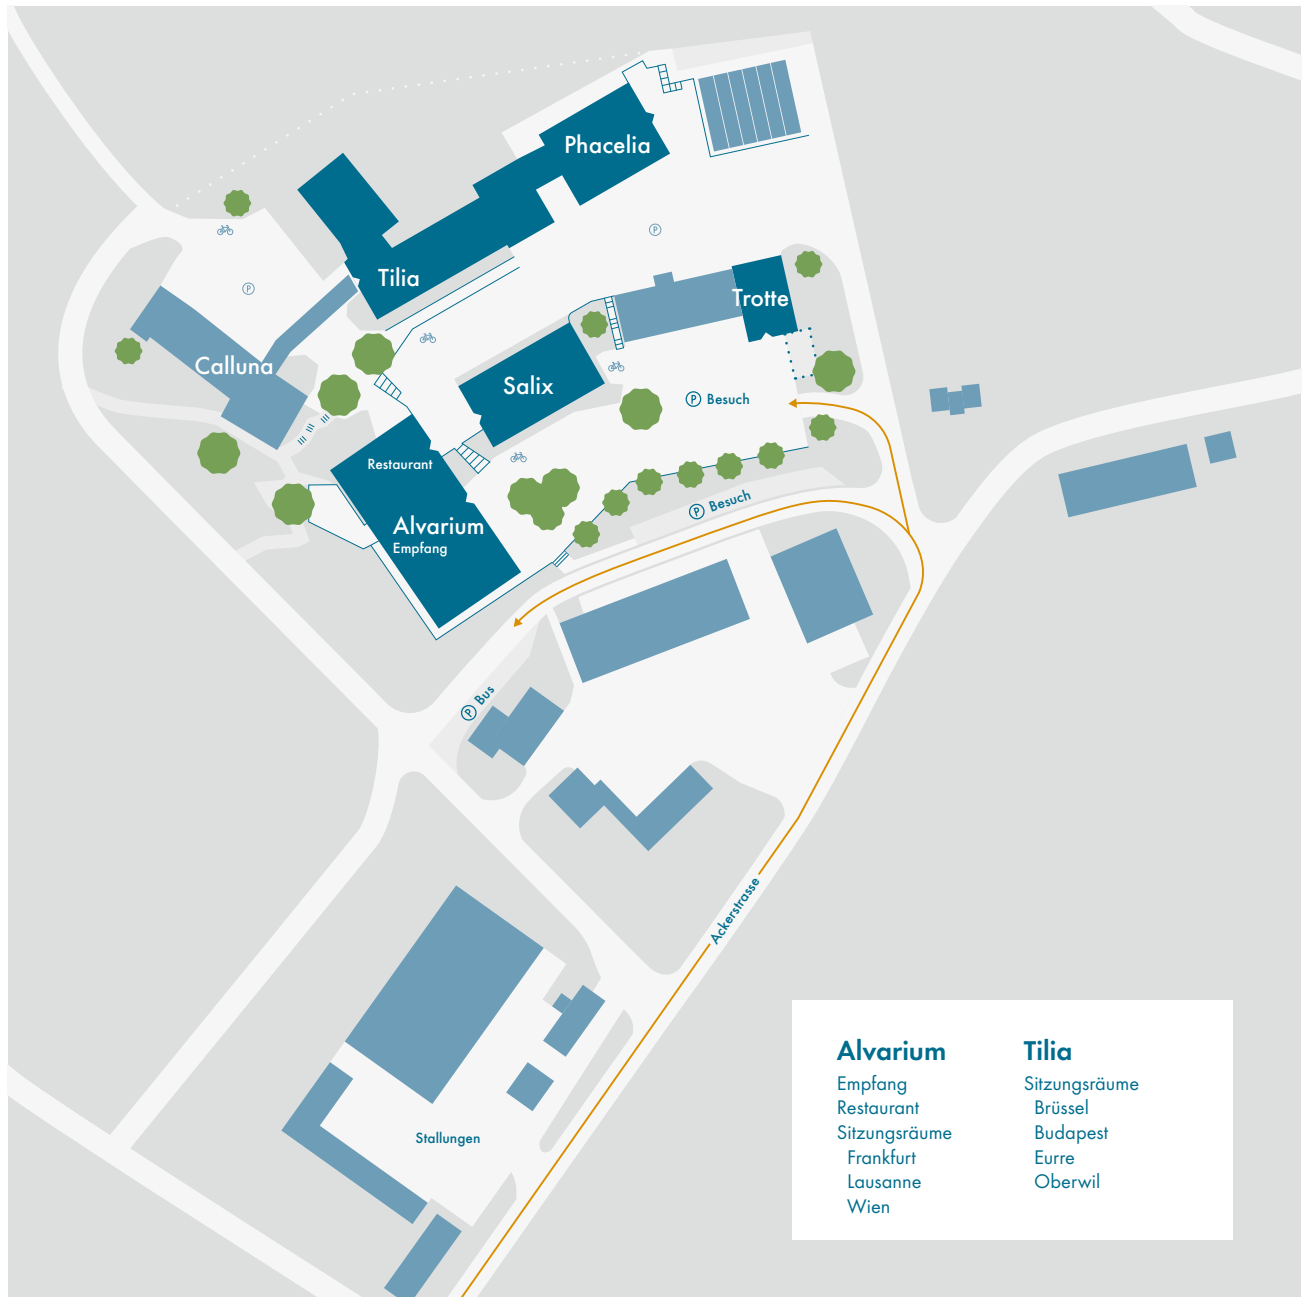 Phacelia
P
Tilia
P
Trotte
Calluna
Salix
P Besuch
Restaurant
P Besuch
Alvarium
Empfang
P Bus
Ackerstrasse
Stallungen
Alvarium
Empfang
Restaurant
Sitzungsräume
Frankfurt
Lausanne
Wien
Tilia
Sitzungsräume
Brüssel
Budapest
Eurre
Oberwil